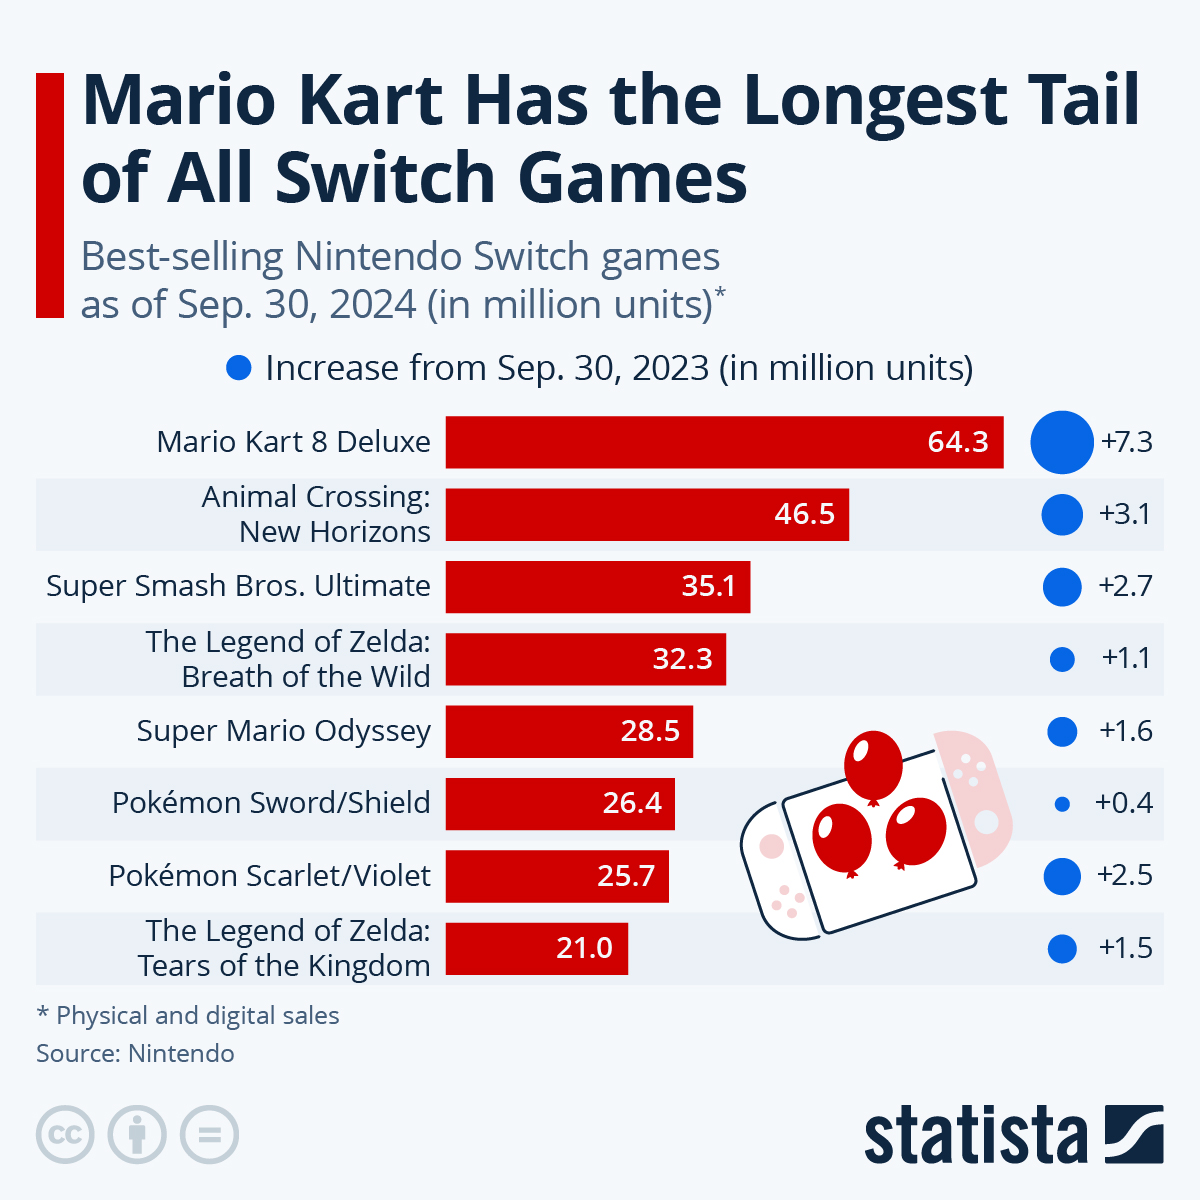 Mario Kart Has the Longest Tail
of All Switch Games
Best-selling Nintendo Switch games
as of Sep. 30, 2024 (in million units)*
Increase from Sep. 30, 2023 (in million units)
Mario Kart 8 Deluxe 64.3 +7.3
Animal Crossing:
New Horizons 46.5 +3.1
Super Smash Bros. Ultimate 35.1 +2.7
The Legend of Zelda:
Breath of the Wild 32.3 +1.1
Super Mario Odyssey 28.5 +1.6
Pokémon Sword/Shield 26.4 +0.4
Pokémon Scarlet/Violet 25.7 +2.5
The Legend of Zelda:
Tears of the Kingdom 21.0 +1.5
* Physical and digital sales
Source: Nintendo
cc =
statista